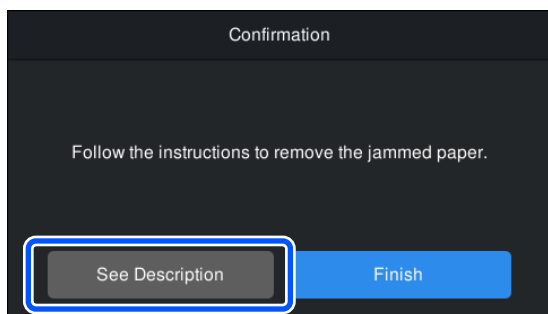 Confirmation
Follow the instructions to remove the jammed paper.
See Description
Finish